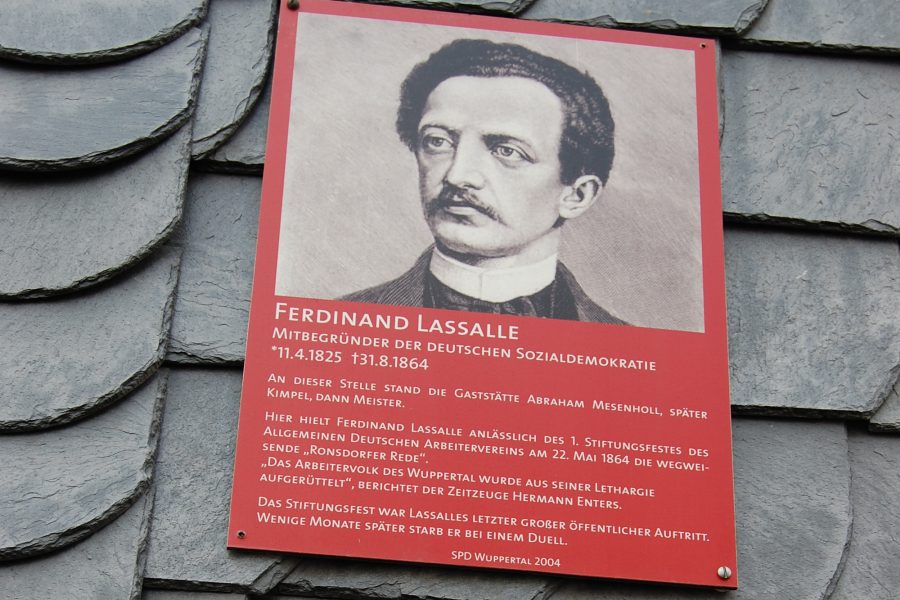 Ferdinand Lassalle
Mitbegründer der deutschen Sozialdemokratie
*11.4.1825 †31.8.1864
An dieser Stelle stand die Gaststätte Abraham Mesenholl, später
Kimpel, dann Meister.
Hier hielt Ferdinand Lassalle anlässlich des 1. Stiftungsfestes des
Allgemeinen Deutschen Arbeitervereins am 22. Mai 1864 die wegwei-
sende „Ronsdorfer Rede“.
„Das Arbeitervolk des Wuppertal wurde aus seiner Lethargie
aufgerüttelt“, berichtet der Zeitzeuge Hermann Enters.
Das Stiftungsfest war Lassalles letzter großer öffentlicher Auftritt.
Wenige Monate später starb er bei einem Duell.
SPD Wuppertal 2004